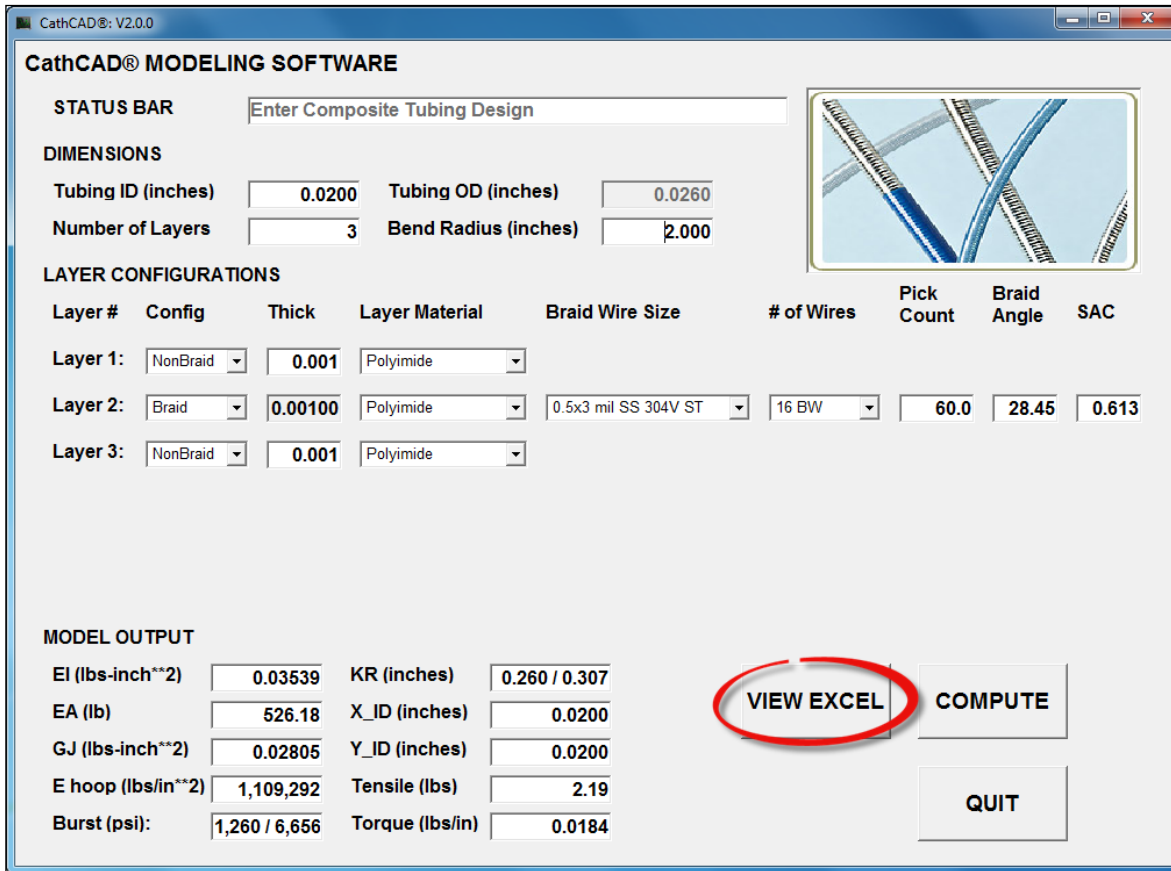 CathCAD®: V2.0.0
CathCAD® MODELING SOFTWARE
STATUS BAR Enter Composite Tubing Design
DIMENSIONS
Tubing ID (inches) 0.0200 Tubing OD (inches) 0.0260
Number of Layers 3 Bend Radius (inches) 2.000
LAYER CONFIGURATIONS
Layer # Config Thick Layer Material Braid Wire Size # of Wires Pick Count Braid Angle SAC
Layer 1: NonBraid 0.001 Polyimide
Layer 2: Braid 0.00100 Polyimide 0.5x3 mil SS 304V ST 16 BW 60.0 28.45 0.613
Layer 3: NonBraid 0.001 Polyimide
MODEL OUTPUT
EI (lbs-inch**2) 0.03539 KR (inches) 0.260 / 0.307
EA (lb) 526.18 X_ID (inches) 0.0200
GJ (lbs-inch**2) 0.02805 Y_ID (inches) 0.0200
E hoop (lbs/in**2) 1,109,292 Tensile (lbs) 2.19
Burst (psi): 1,260 / 6,656 Torque (lbs/in) 0.0184
VIEW EXCEL COMPUTE
QUIT